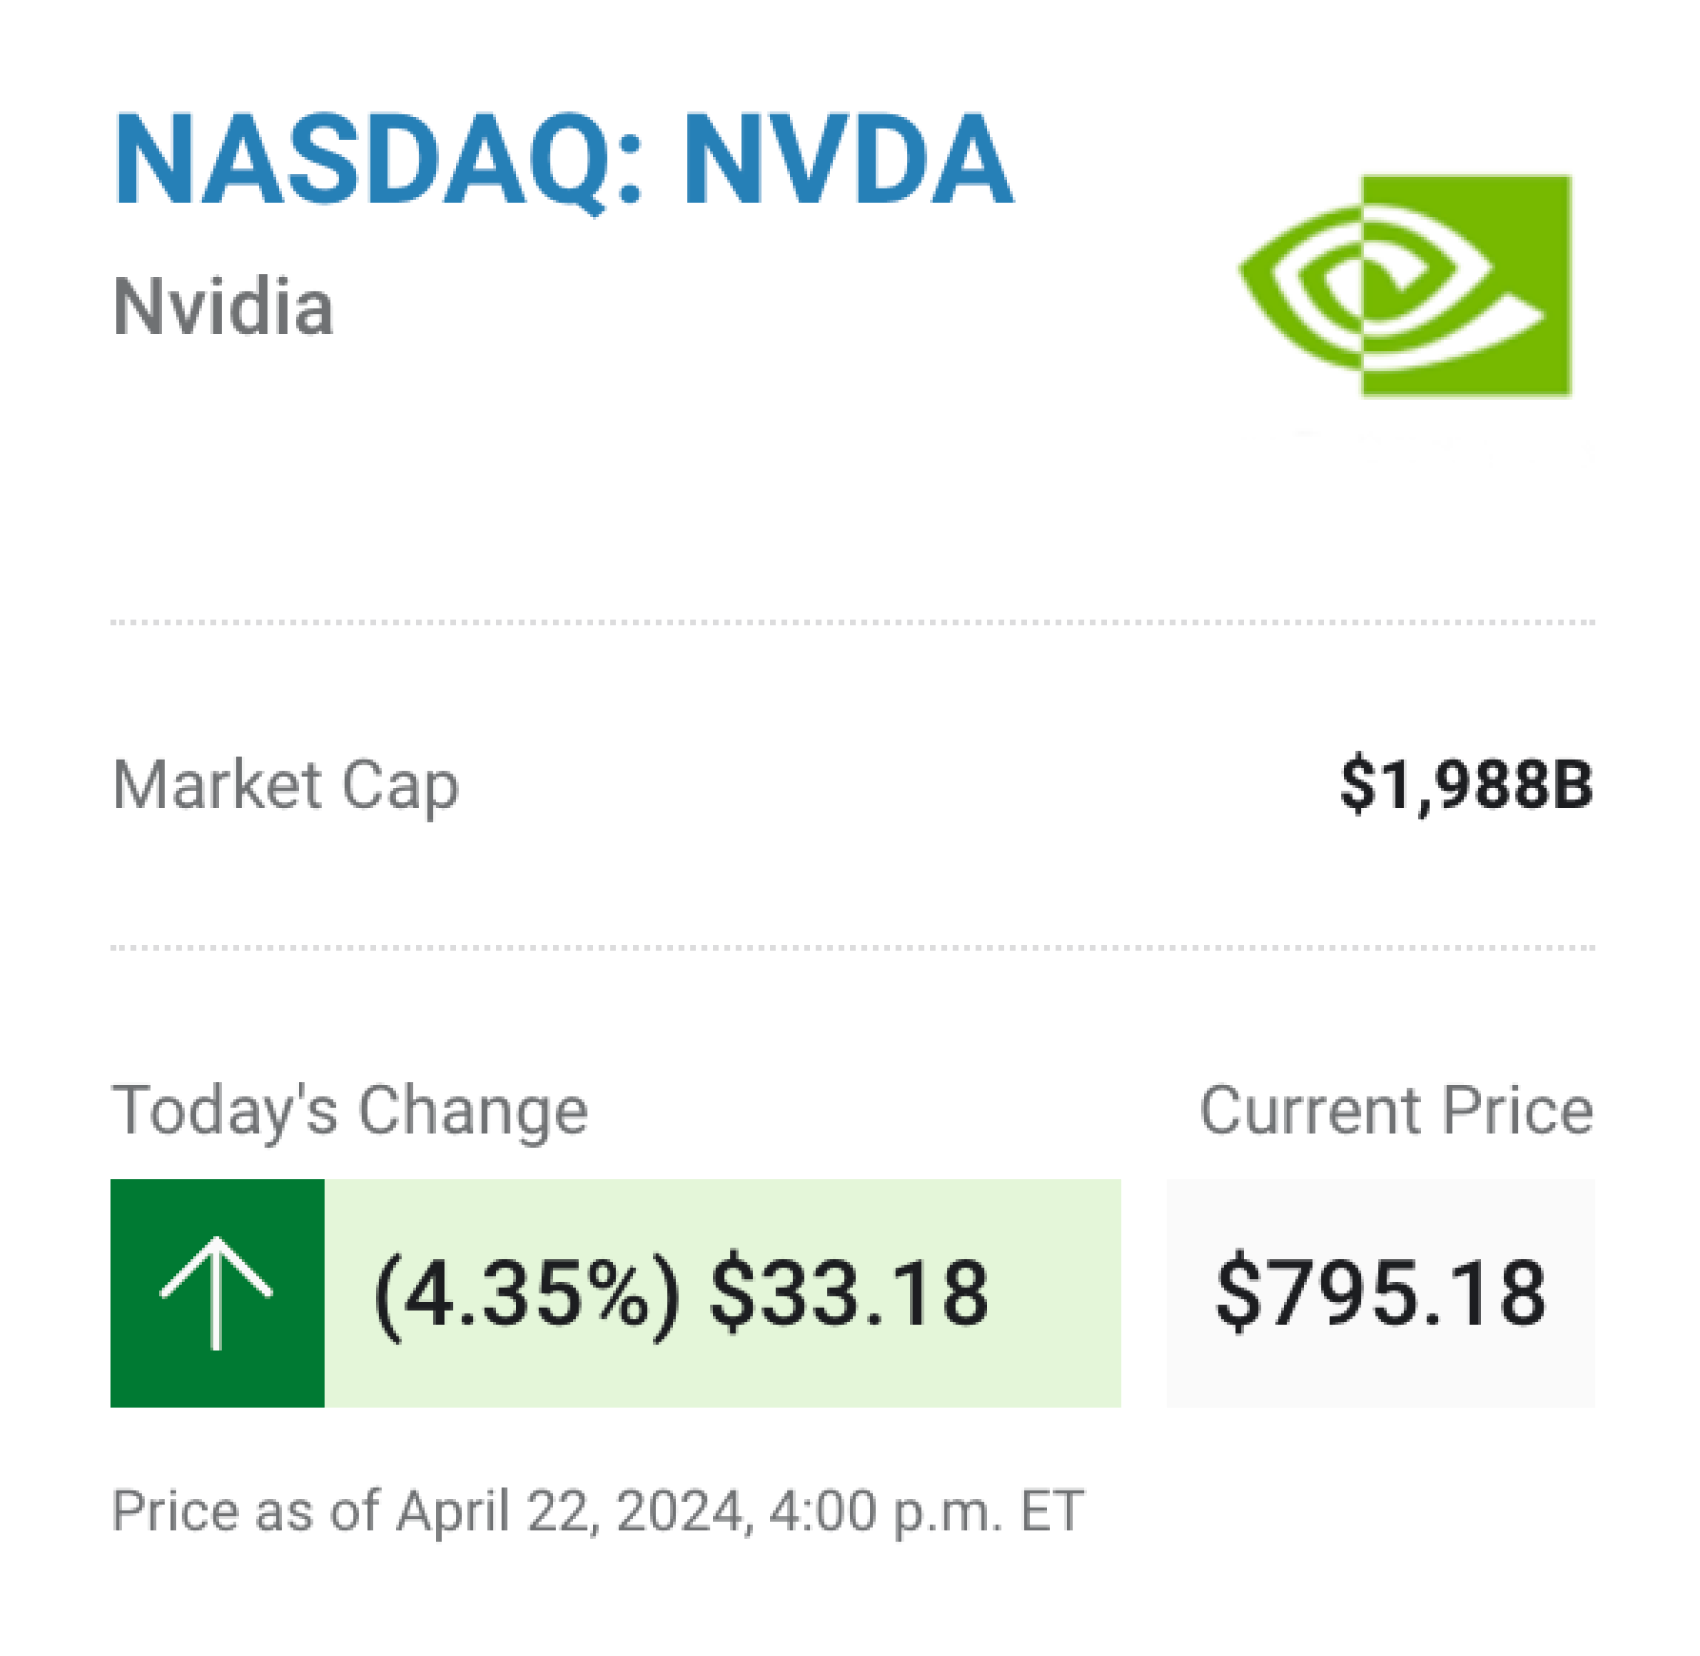 NASDAQ: NVDA
Nvidia
Market Cap $1,988B
Today's Change Current Price
(4.35%) $33.18 $795.18
Price as of April 22, 2024, 4:00 p.m. ET